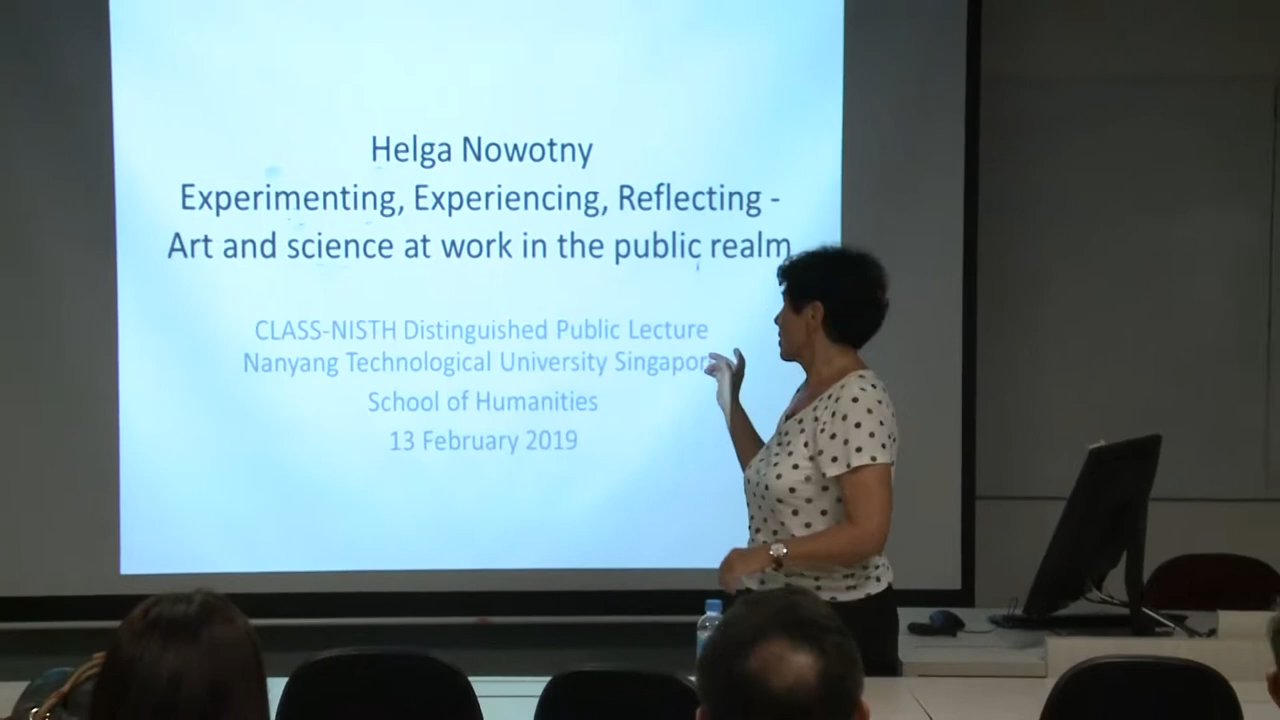 Helga Nowotny
Experimenting, Experiencing, Reflecting -
Art and science at work in the public realm
CLASS-NISTH Distinguished Public Lecture
Nanyang Technological University Singapor
School of Humanities
13 February 2019